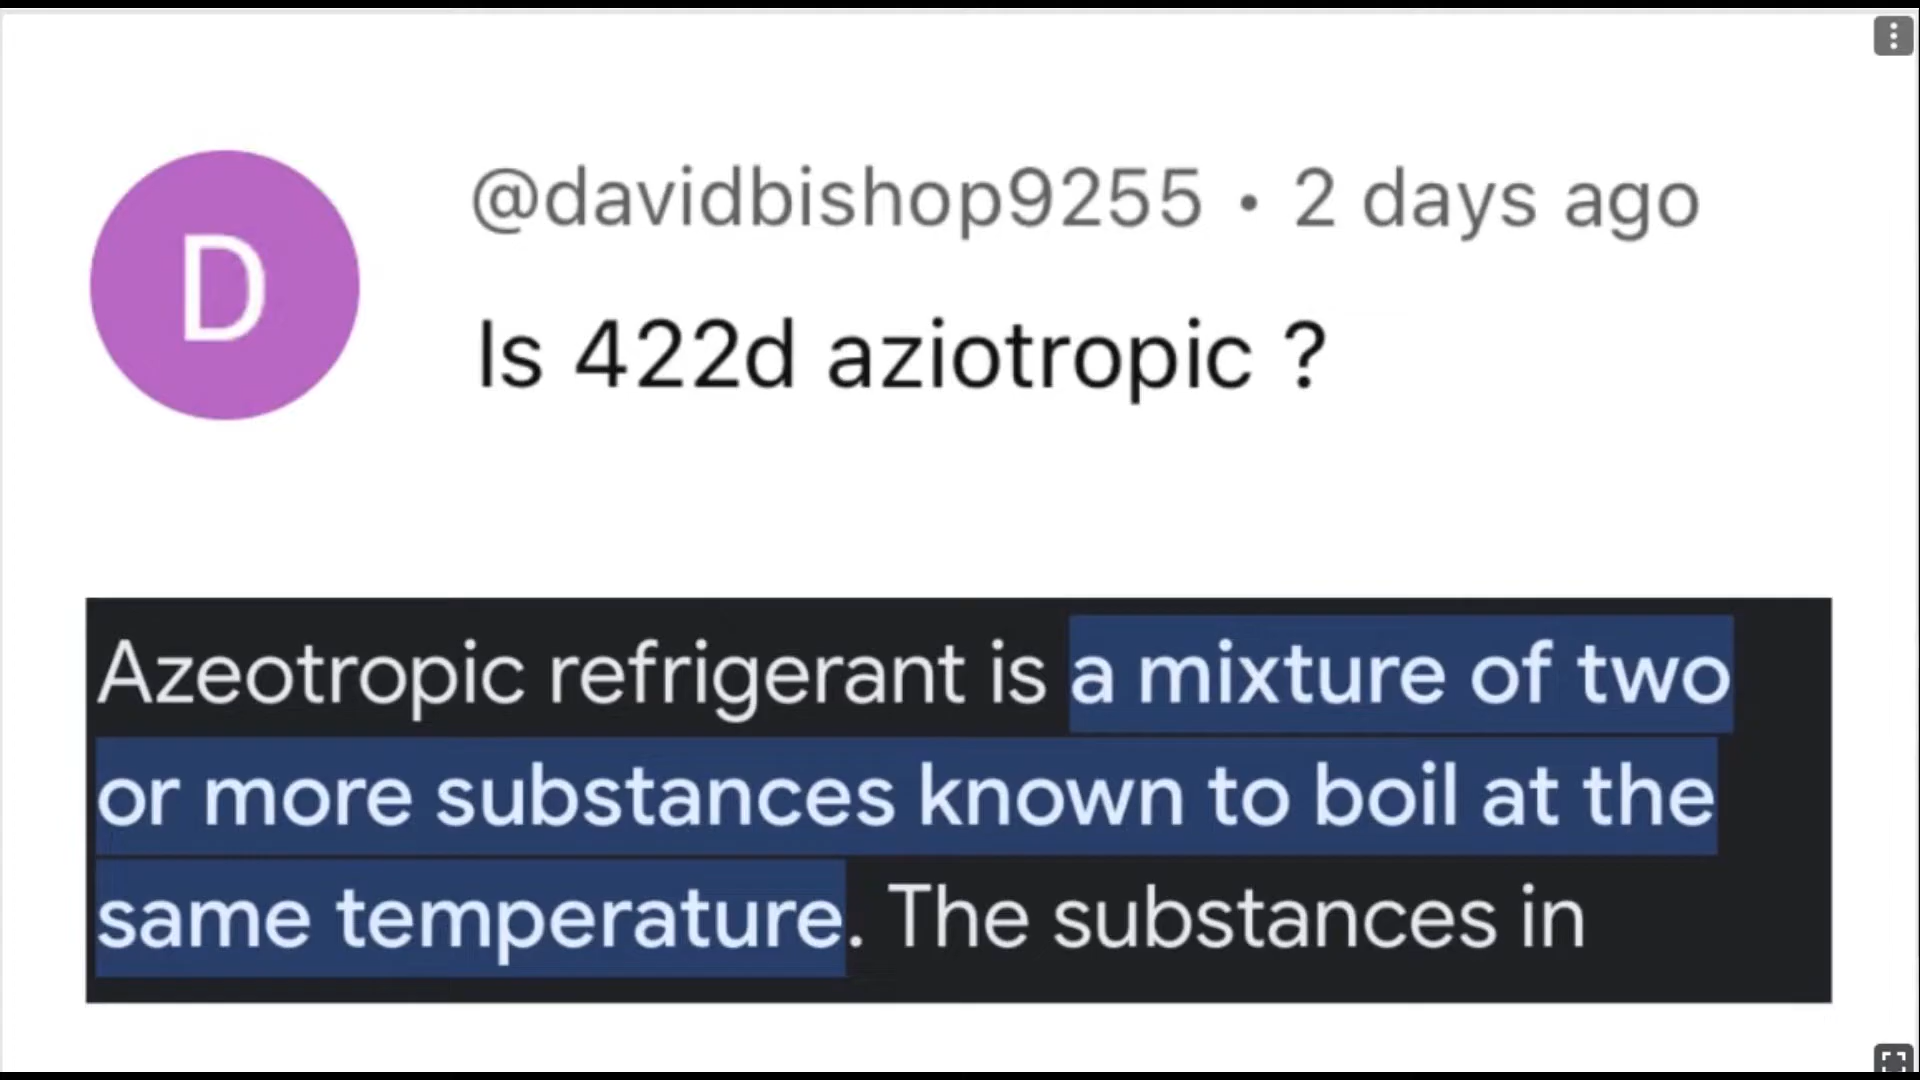 D
@davidbishop9255 • 2 days ago
Is 422d aziotropic ?
Azeotropic refrigerant is a mixture of two
or more substances known to boil at the
same temperature. The substances in